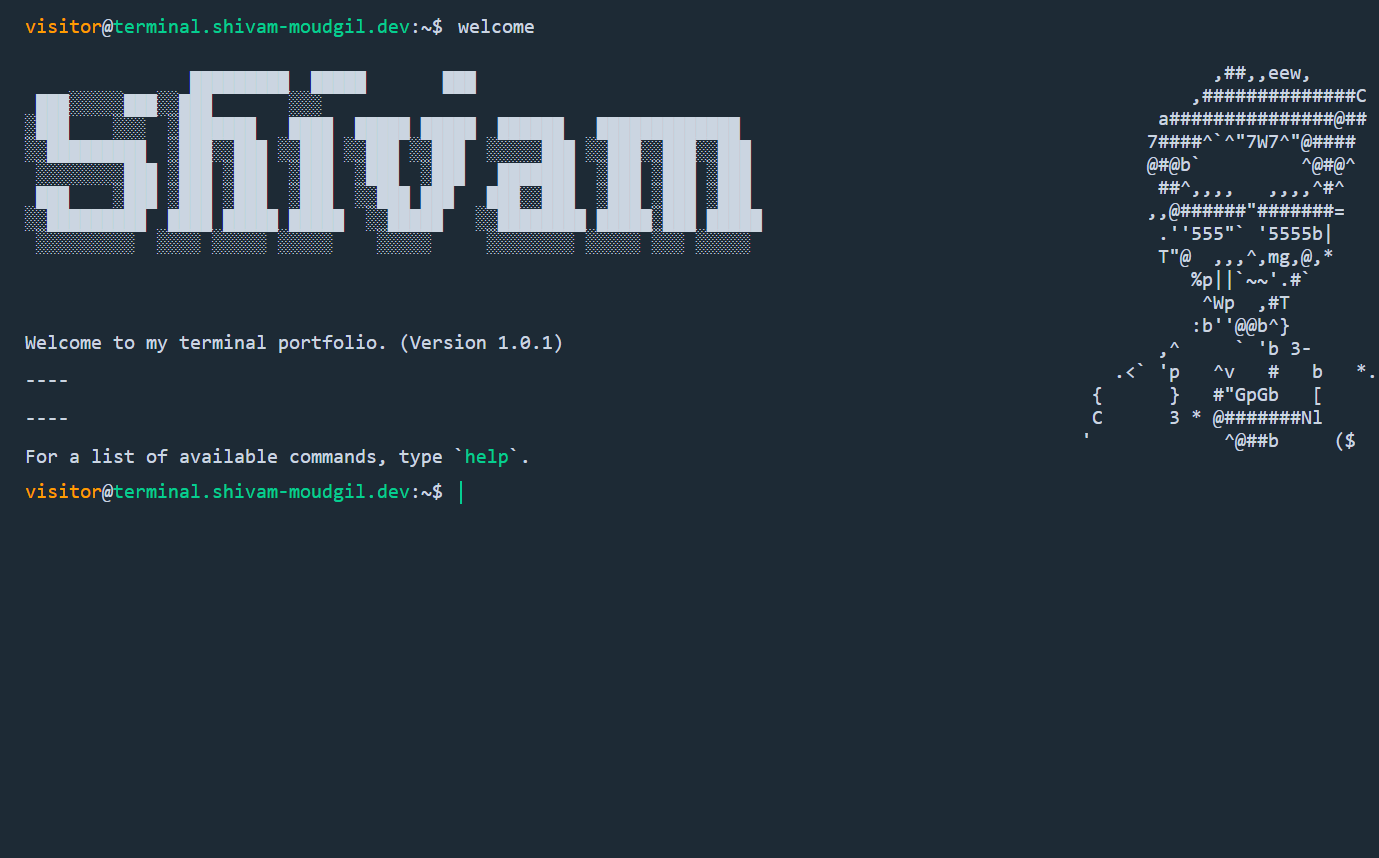 visitor@terminal.shivam-moudgil.dev:~$ welcome
Shivam
Welcome to my terminal portfolio. (Version 1.0.1)
----
----
For a list of available commands, type `help`.
visitor@terminal.shivam-moudgil.dev:~$